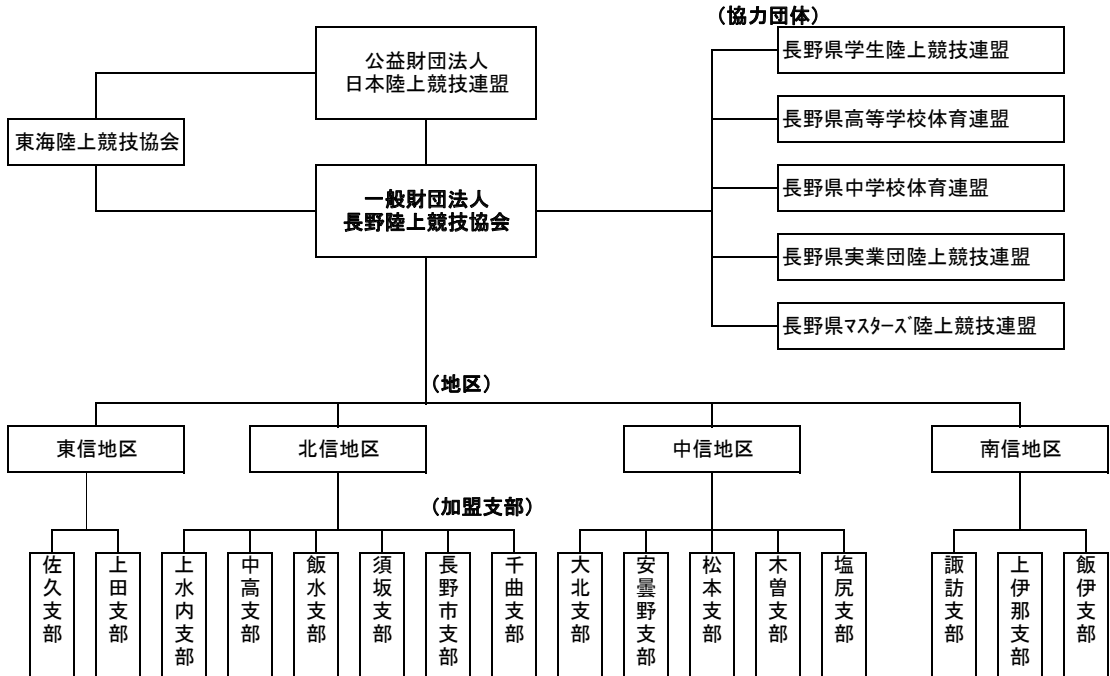 (協力団体)
公益財団法人
日本陸上競技連盟
長野県学生陸上競技連盟
長野県高等学校体育連盟
東海陸上競技協会
長野県中学校体育連盟
一般財団法人
長野陸上競技協会
長野県実業団陸上競技連盟
長野県ﾏｽﾀｰｽﾞ陸上競技連盟
(地区)
東信地区
北信地区
中信地区
南信地区
(加盟支部)
佐久支部
上田支部
上水内支部
中高支部
飯水支部
須坂支部
長野市支部
千曲支部
大北支部
安曇野支部
松本支部
木曽支部
塩尻支部
諏訪支部
上伊那支部
飯伊支部